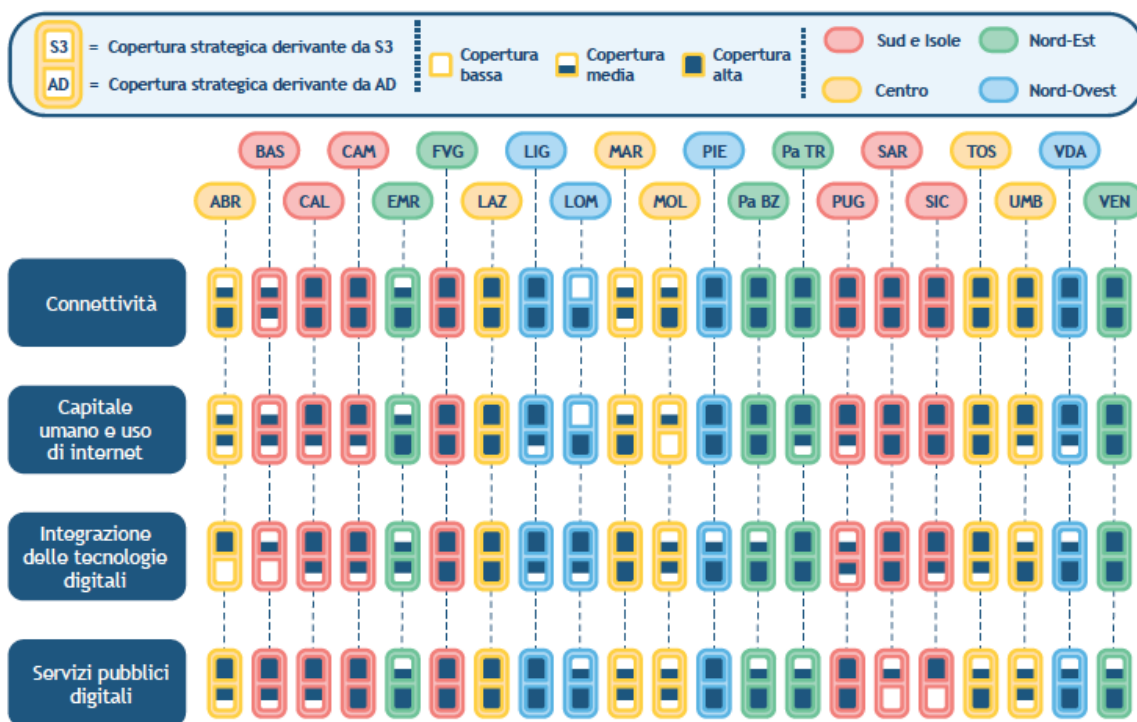 S3 = Copertura strategica derivante da S3
AD = Copertura strategica derivante da AD
Copertura
bassa
Copertura
media
Copertura
alta
Sud e Isole
Nord-Est
Centro
Nord-Ovest
BAS CAM FVG LIG MAR PIE Pa TR SAR TOS VDA
ABR CAL EMR LAZ LOM MOL Pa BZ PUG SIC UMB VEN
Connettività
Capitale
umano e uso
di internet
Integrazione
delle tecnologie
digitali
Servizi pubblici
digitali